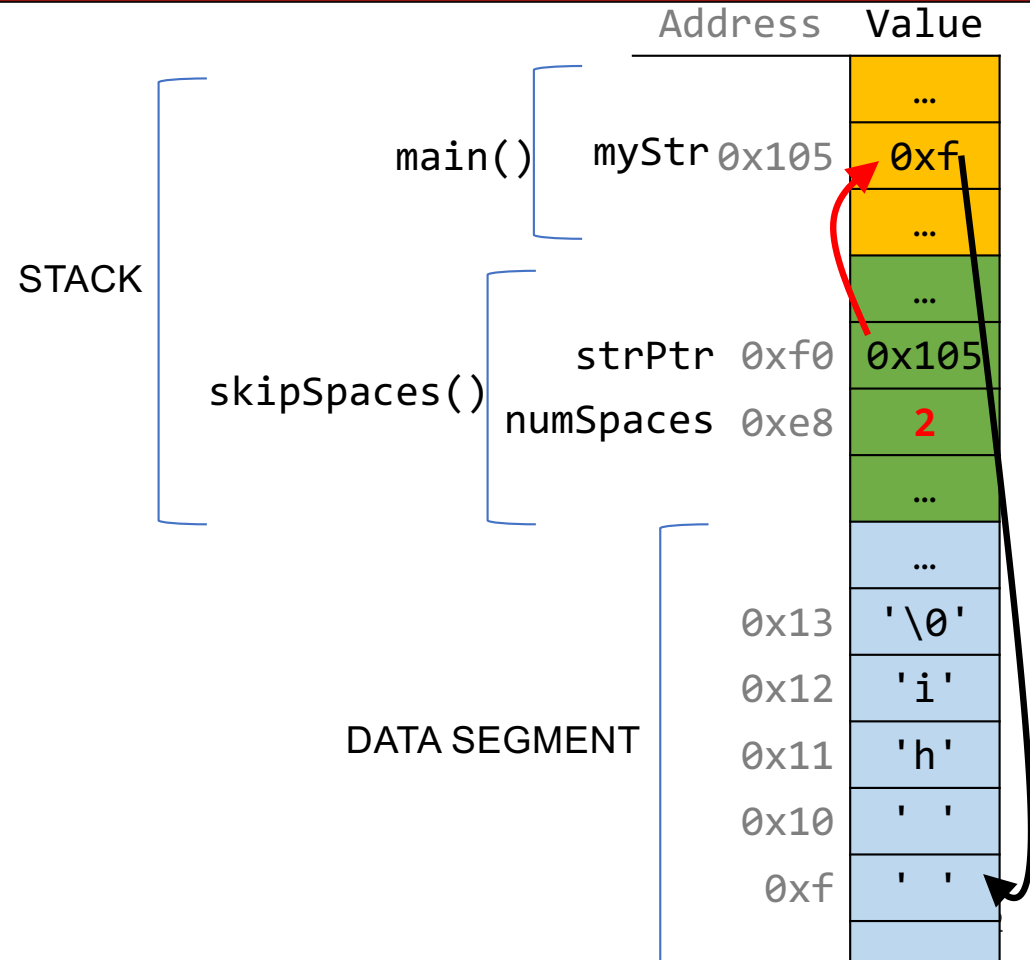 Address Value
…
main() myStr 0x105 0xf
…
STACK
…
strPtr 0xf0 0x105
skipSpaces()
numSpaces 0xe8 2
…
…
0x13 '\0'
0x12 'i'
DATA SEGMENT
0x11 'h'
0x10 ' '
0xf ' '